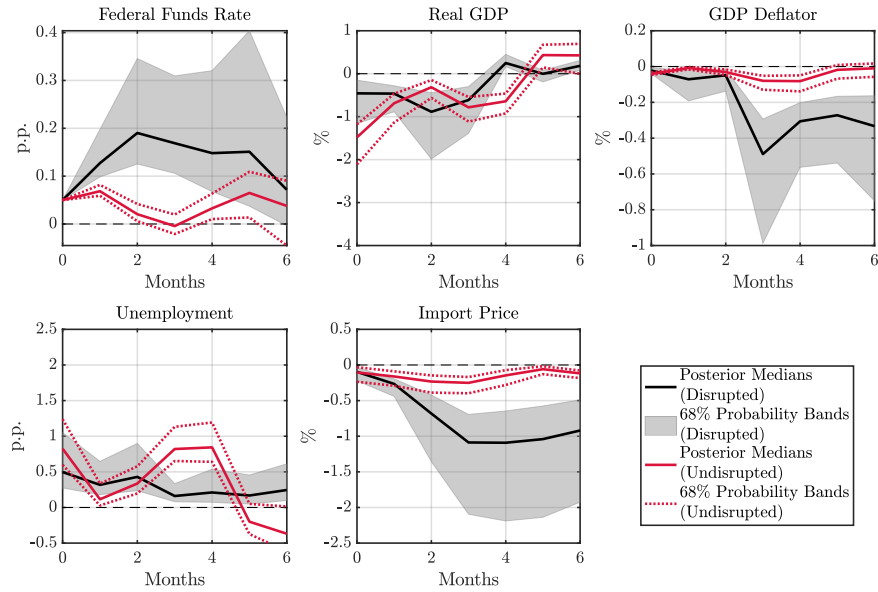 Federal Funds Rate
0.4
0.3
0.2
0.1
0
p.p.
0 2 4 6
Months
Real GDP
1
0
-1
-2
-3
-4
%
0 2 4 6
Months
GDP Deflator
0.2
0
-0.2
-0.4
-0.6
-0.8
-1
%
0 2 4 6
Months
Unemployment
2.5
2
1.5
1
0.5
0
-0.5
p.p.
0 2 4 6
Months
Import Price
0.5
0
-0.5
-1
-1.5
-2
-2.5
%
0 2 4 6
Months
Posterior Medians
(Disrupted)
68% Probability Bands
(Disrupted)
Posterior Medians
(Undisrupted)
68% Probability Bands
(Undisrupted)